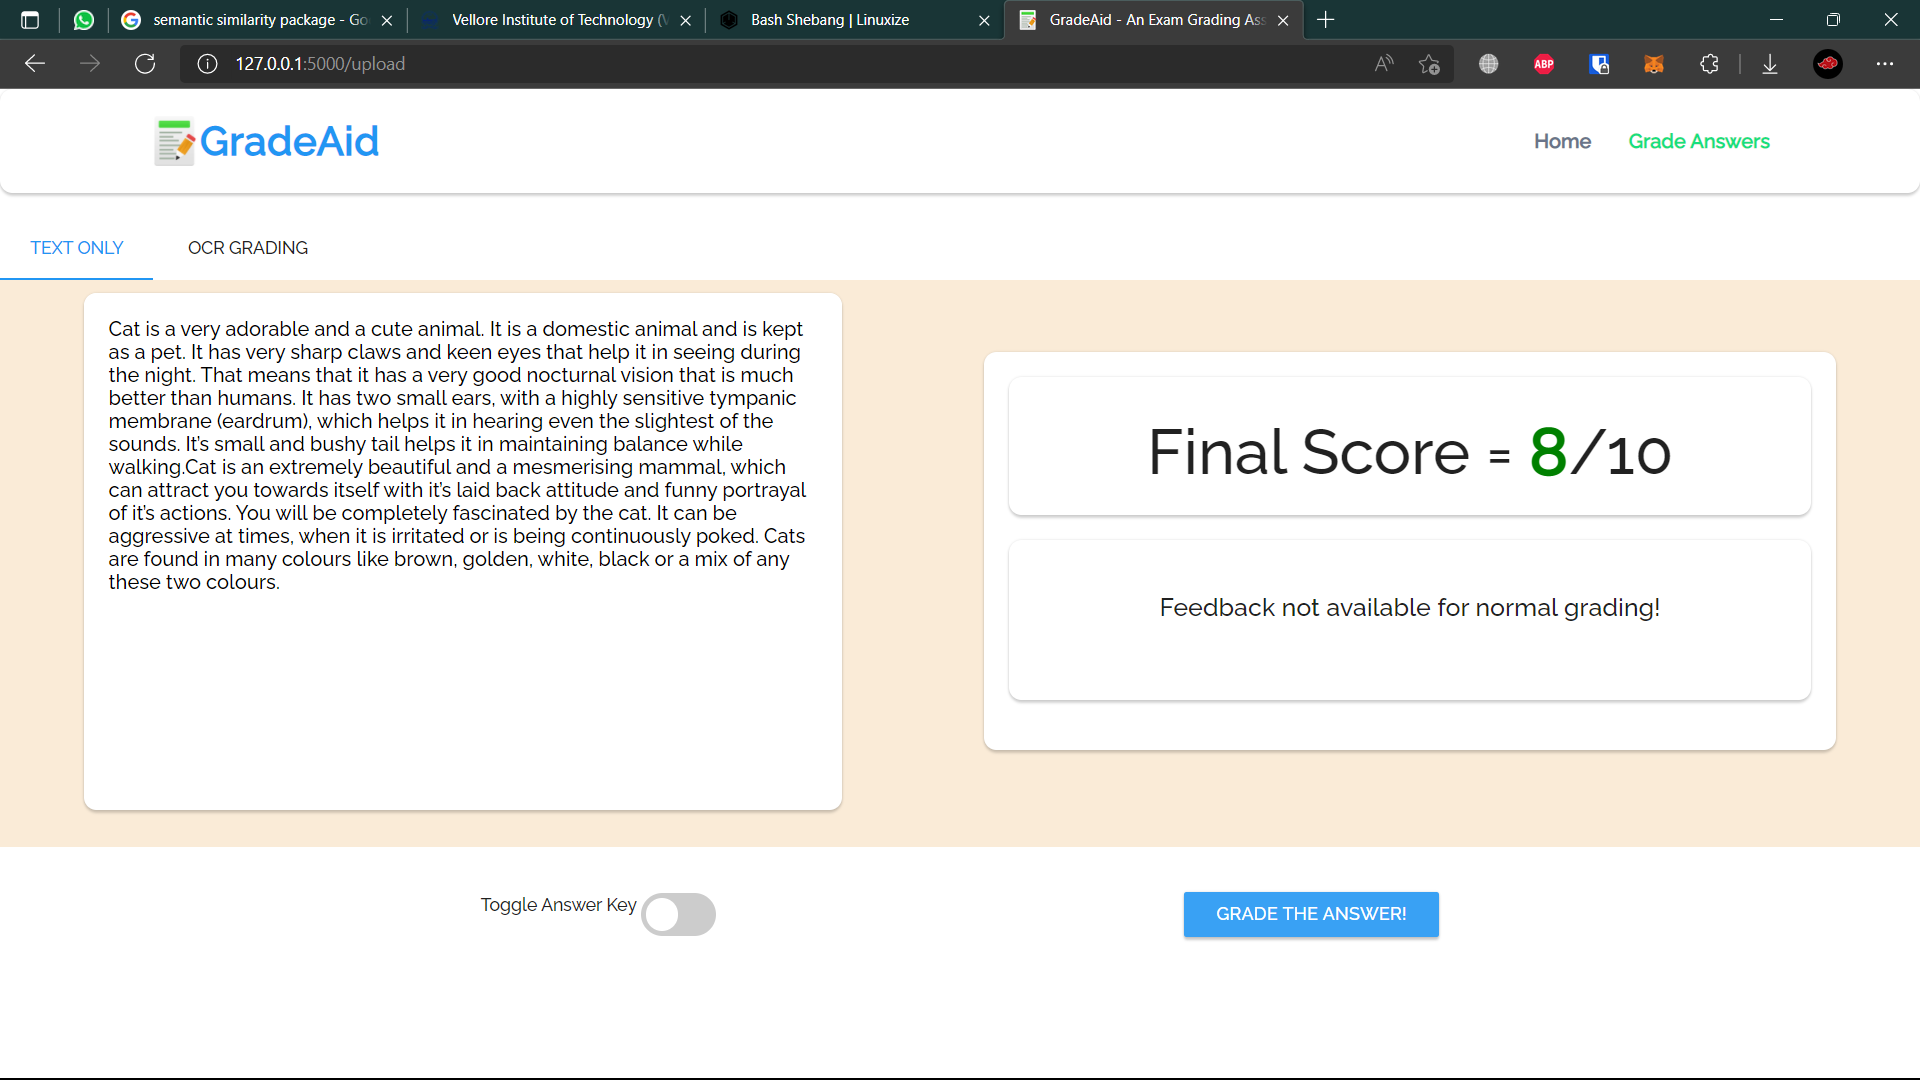 semantic similarity package - Go
Vellore Institute of Technology (V
Bash Shebang | Linuxize
GradeAid - An Exam Grading Ass
127.0.0.1:5000/upload
ABP
GradeAid
Home
Grade Answers
TEXT ONLY
OCR GRADING
Cat is a very adorable and a cute animal. It is a domestic animal and is kept
as a pet. It has very sharp claws and keen eyes that help it in seeing during
the night. That means that it has a very good nocturnal vision that is much
better than humans. It has two small ears, with a highly sensitive tympanic
membrane (eardrum), which helps it in hearing even the slightest of the
sounds. It’s small and bushy tail helps it in maintaining balance while
walking.Cat is an extremely beautiful and a mesmerising mammal, which
can attract you towards itself with it’s laid back attitude and funny portrayal
of it’s actions. You will be completely fascinated by the cat. It can be
aggressive at times, when it is irritated or is being continuously poked. Cats
are found in many colours like brown, golden, white, black or a mix of any
these two colours.
Final Score = 8/10
Feedback not available for normal grading!
Toggle Answer Key
GRADE THE ANSWER!